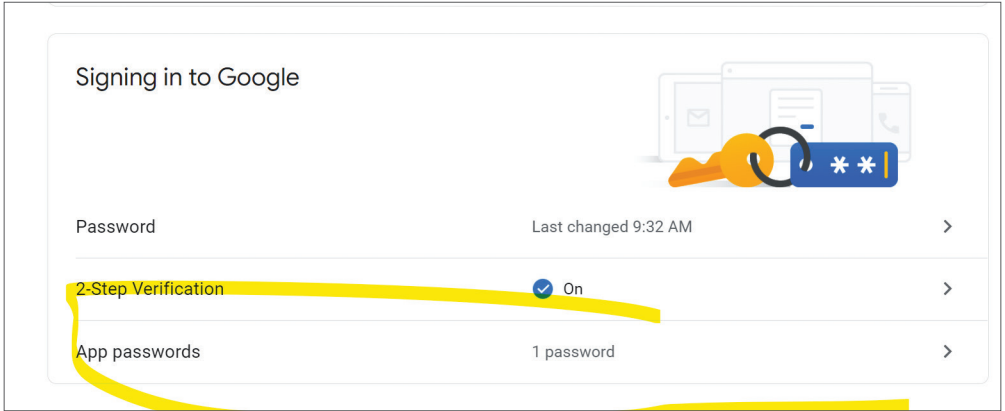 Signing in to Google
**
Password Last changed 9:32 AM
2-Step Verification On
App passwords 1 password